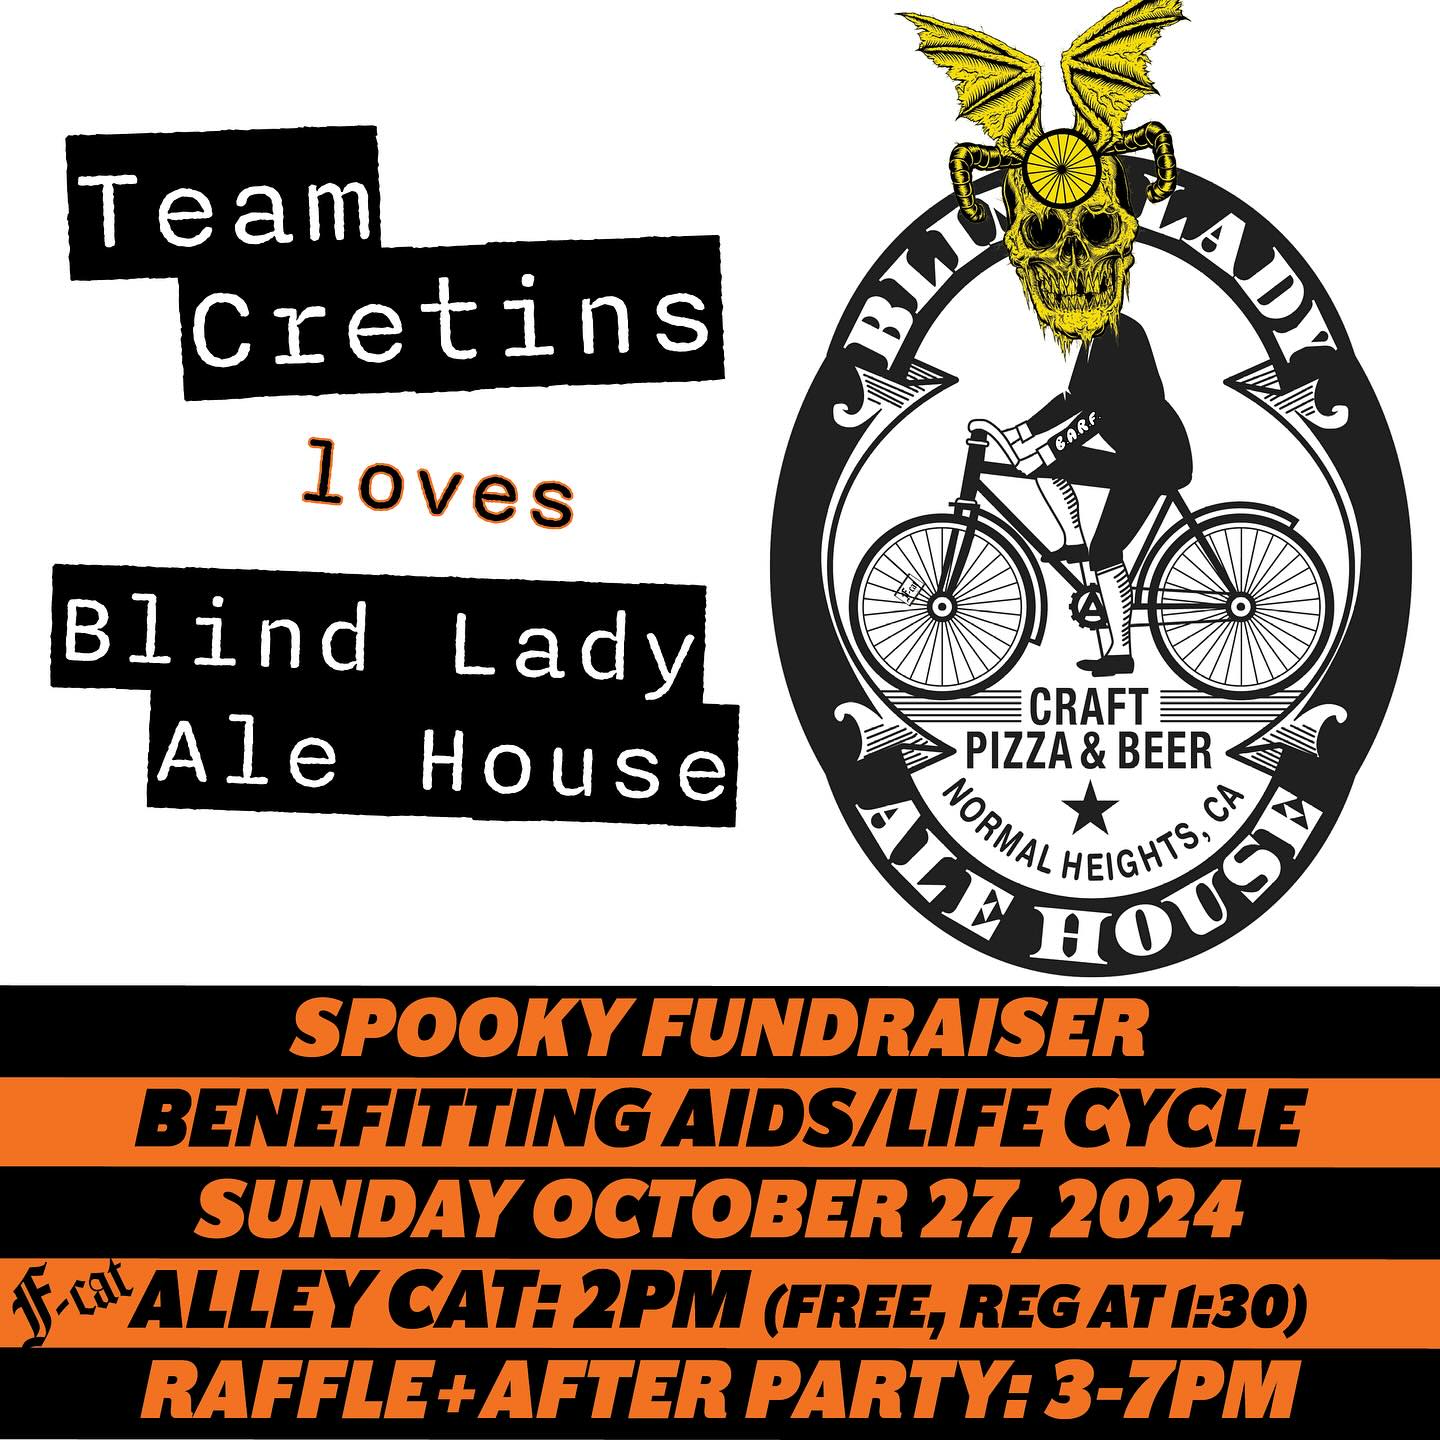 Team
Cretins
loves
Blind Lady
Ale House
BLIND LADY
B.A.R.F.
F-cat
CRAFT
PIZZA & BEER
NORMAL HEIGHTS, CA
ALE HOUSE
SPOOKY FUNDRAISER
BENEFITTING AIDS/LIFE CYCLE
SUNDAY OCTOBER 27, 2024
F-cat ALLEY CAT: 2PM (FREE, REG AT 1:30)
RAFFLE+AFTER PARTY: 3-7PM